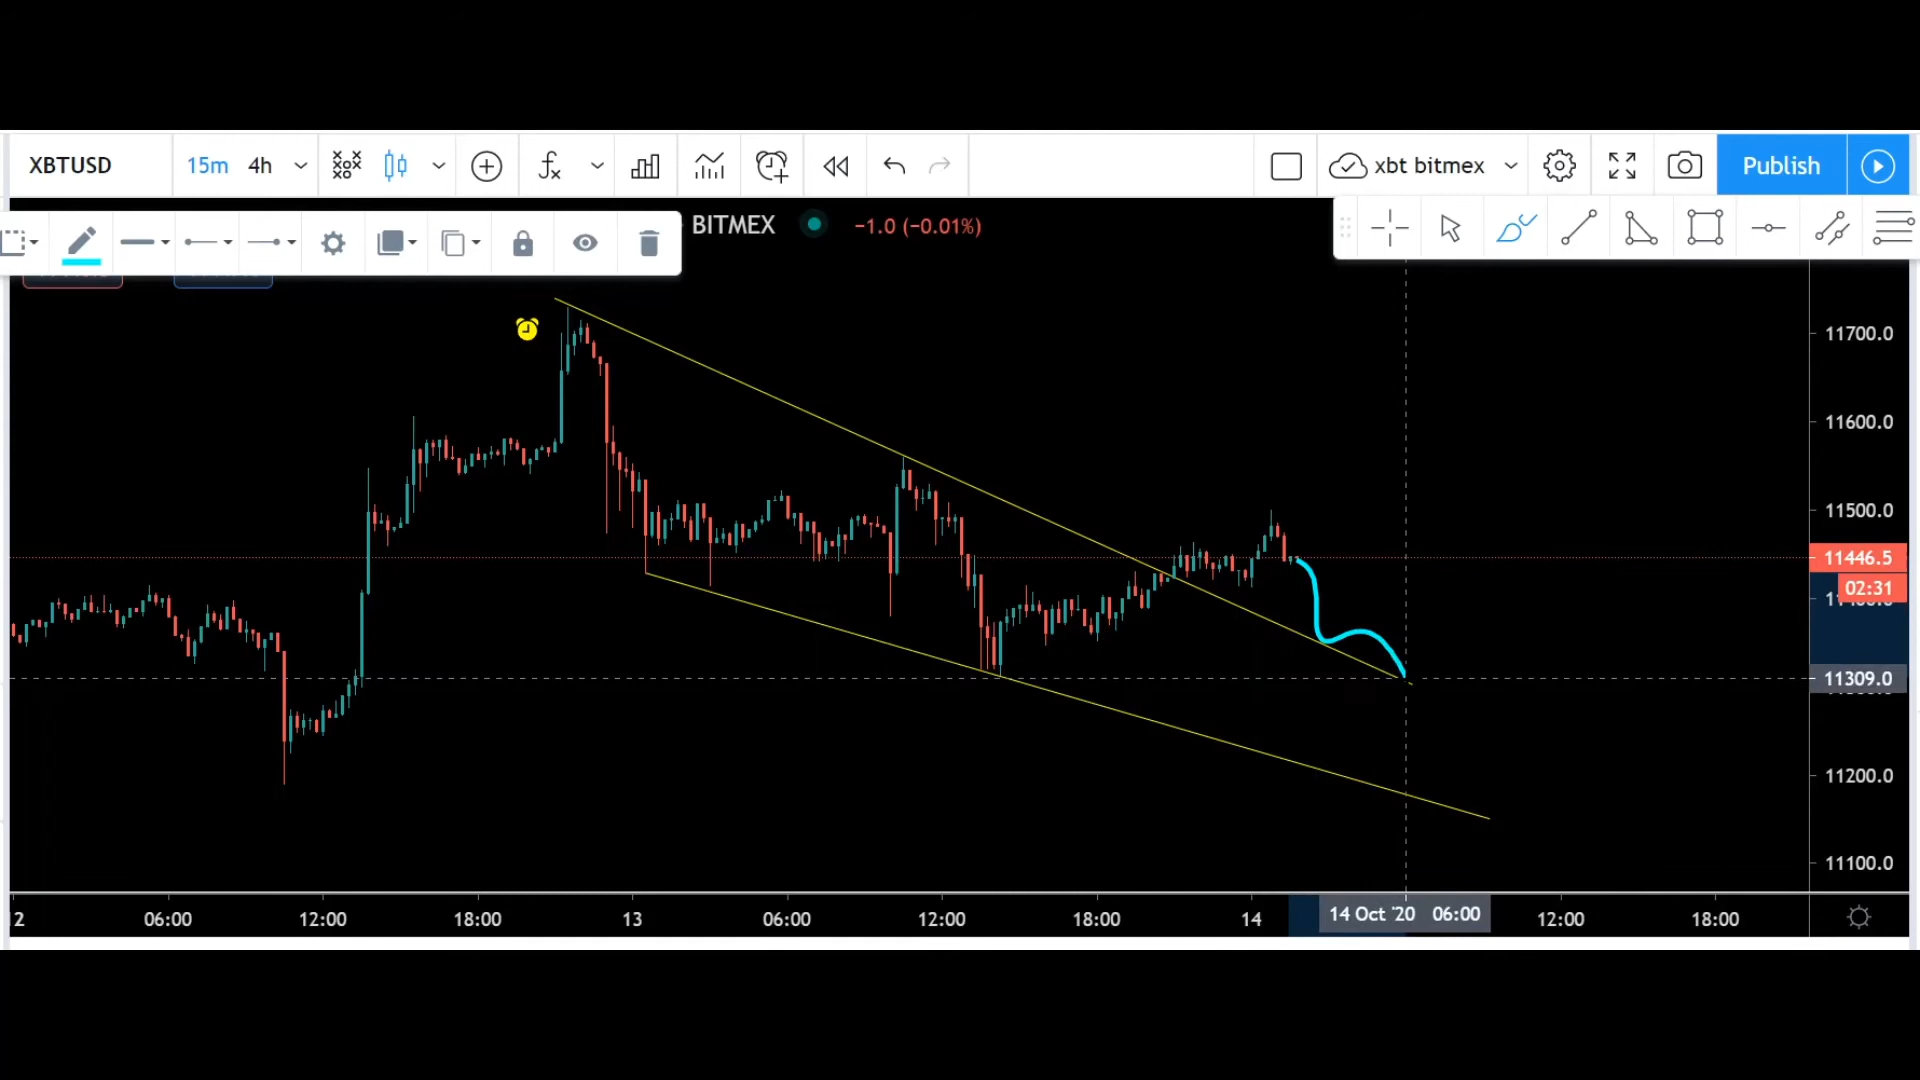 XBTUSD 15m 4h xbt bitmex Publish
BITMEX −1.0 (−0.01%)
11700.0
11600.0
11500.0
11446.5
02:31
11309.0
11200.0
11100.0
06:00 12:00 18:00 13 06:00 12:00 18:00 14 14 Oct '20 06:00 12:00 18:00